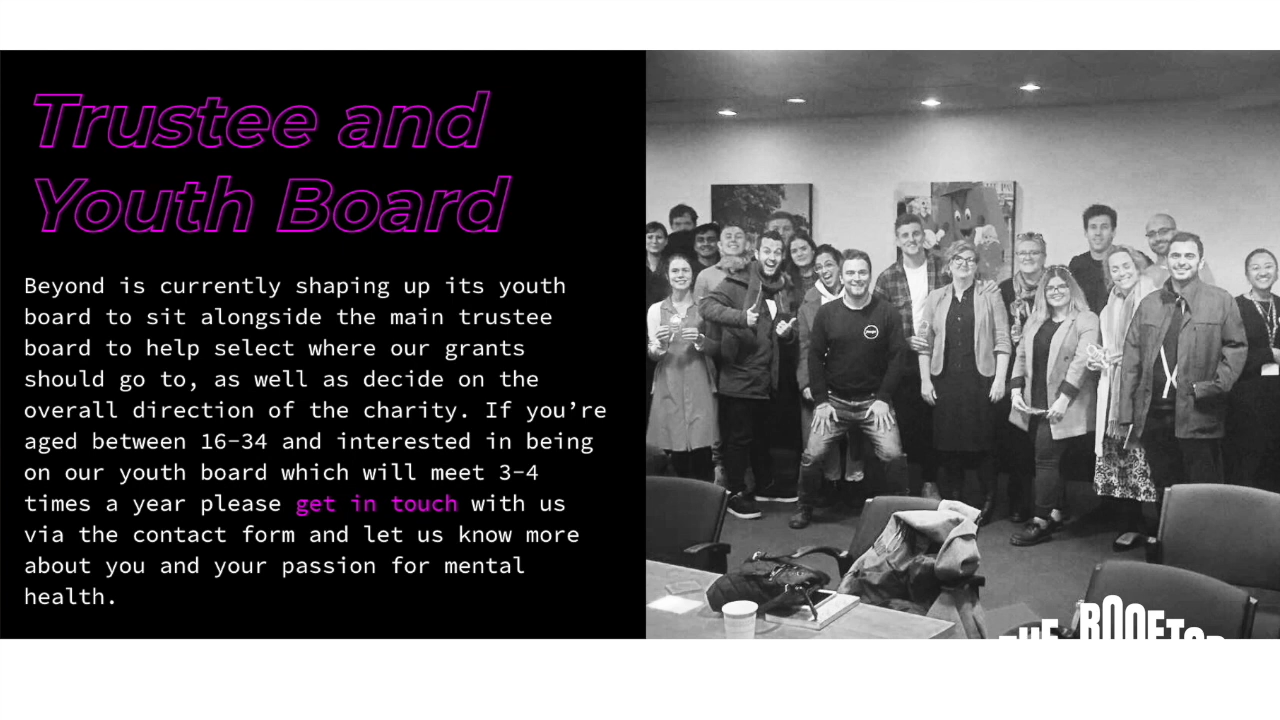 Trustee and
Youth Board
Beyond is currently shaping up its youth
board to sit alongside the main trustee
board to help select where our grants
should go to, as well as decide on the
overall direction of the charity. If you’re
aged between 16-34 and interested in being
on our youth board which will meet 3-4
times a year please get in touch with us
via the contact form and let us know more
about you and your passion for mental
health.
THE ROOFTOP